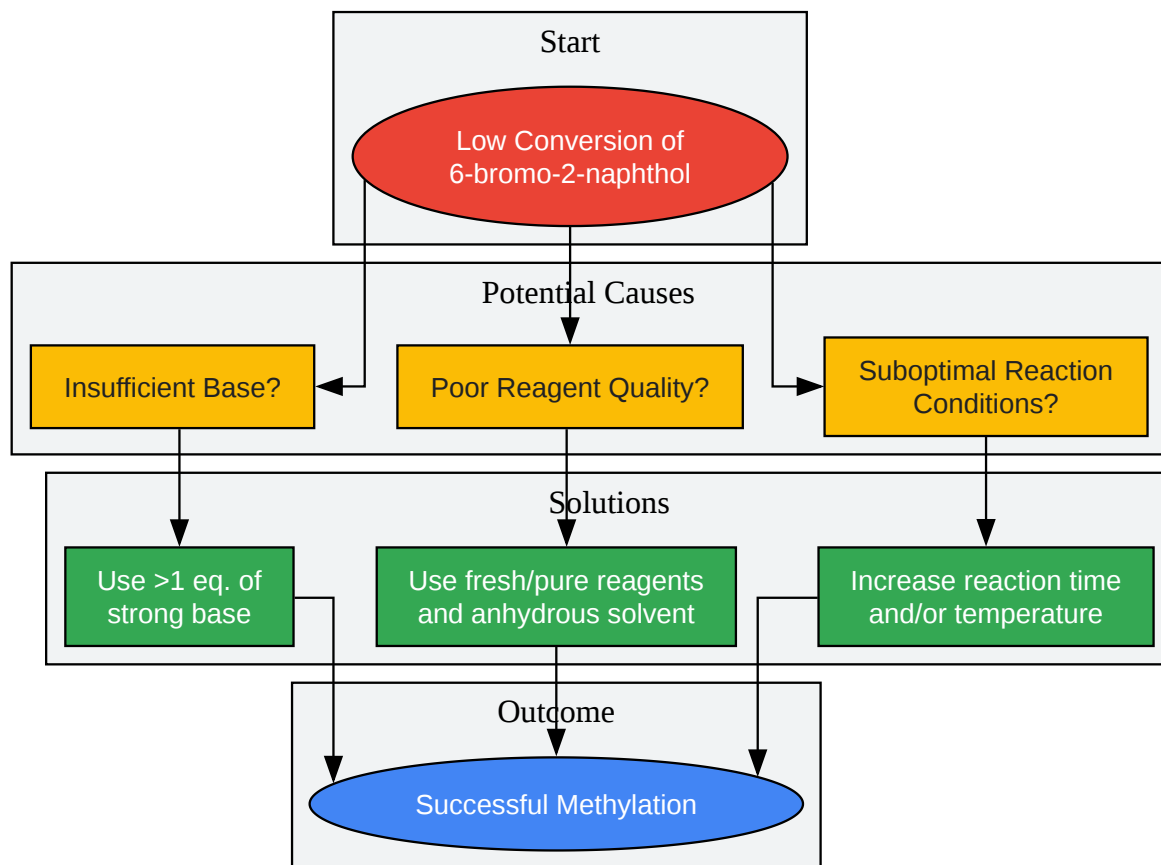 Start
Low Conversion of
6-bromo-2-naphthol
Potential Causes
Insufficient Base?
Poor Reagent Quality?
Suboptimal Reaction
Conditions?
Solutions
Use >1 eq. of
strong base
Use fresh/pure reagents
and anhydrous solvent
Increase reaction time
and/or temperature
Outcome
Successful Methylation